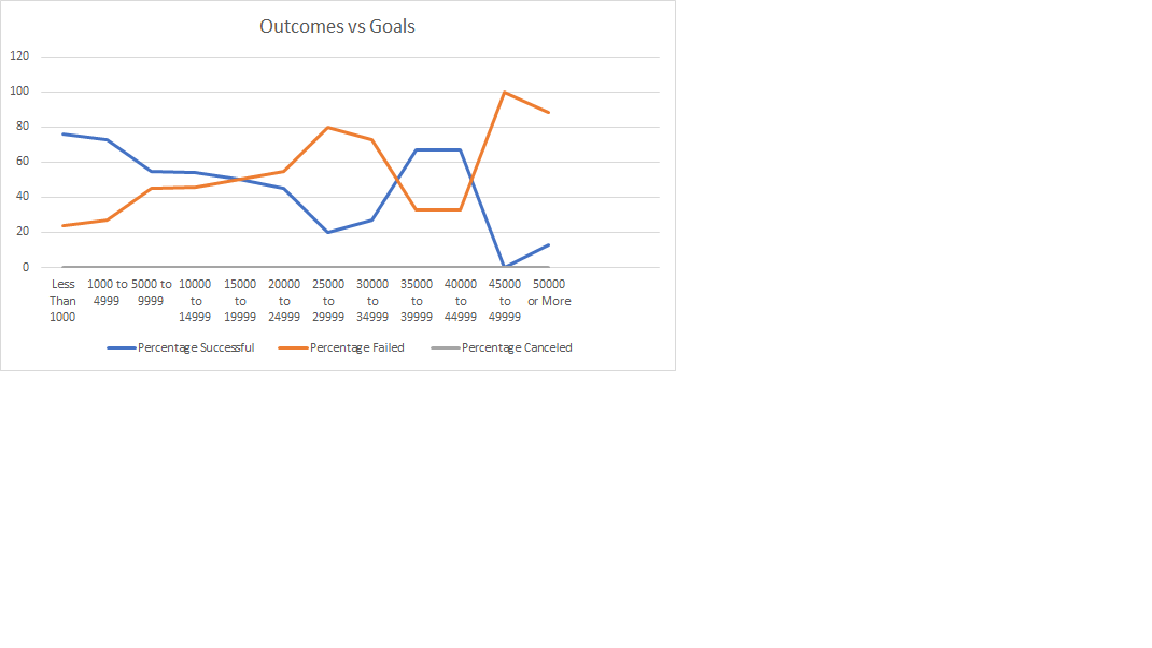 Outcomes vs Goals
120
100
80
60
40
20
0
Less Than 1000
1000 to 4999
5000 to 9999
10000 to 14999
15000 to 19999
20000 to 24999
25000 to 29999
30000 to 34999
35000 to 39999
40000 to 44999
45000 to 49999
50000 or More
Percentage Successful
Percentage Failed
Percentage Canceled